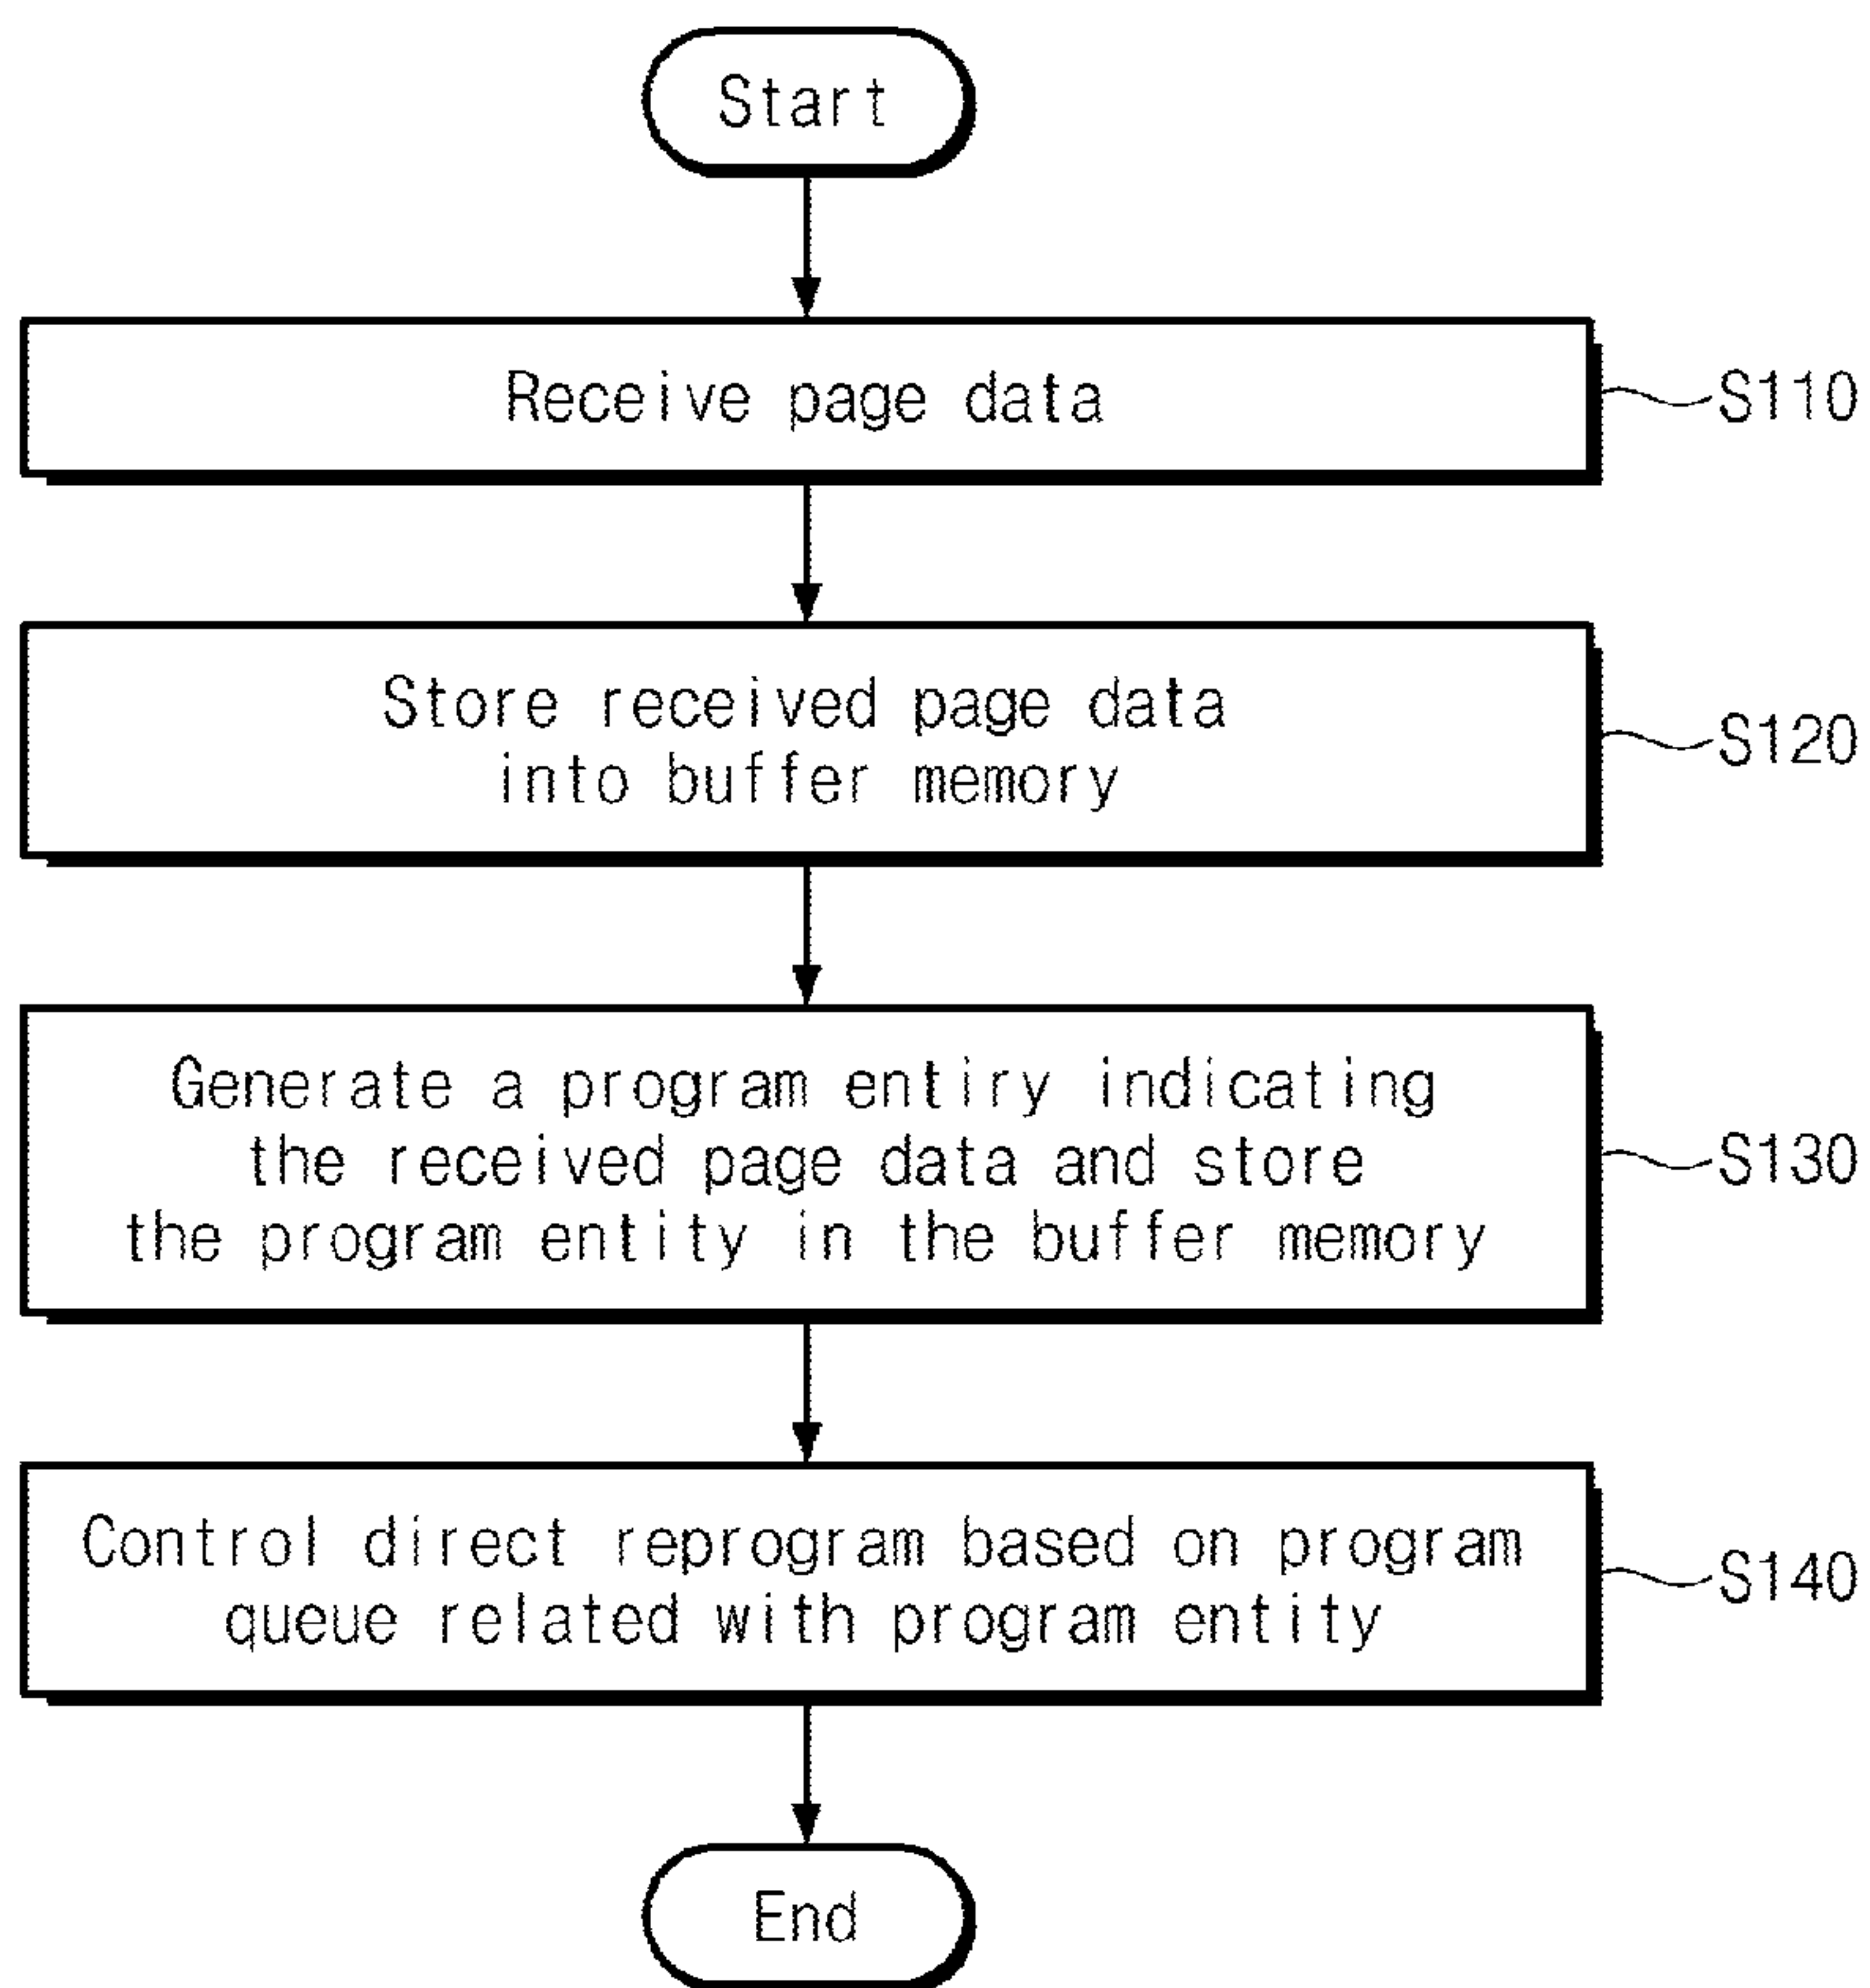 Start
Receive page data
S110
Store received page data
into buffer memory
S120
Generate a program entiry indicating
the received page data and store
the program entity in the buffer memory
S130
Control direct reprogram based on program
queue related with program entity
S140
End